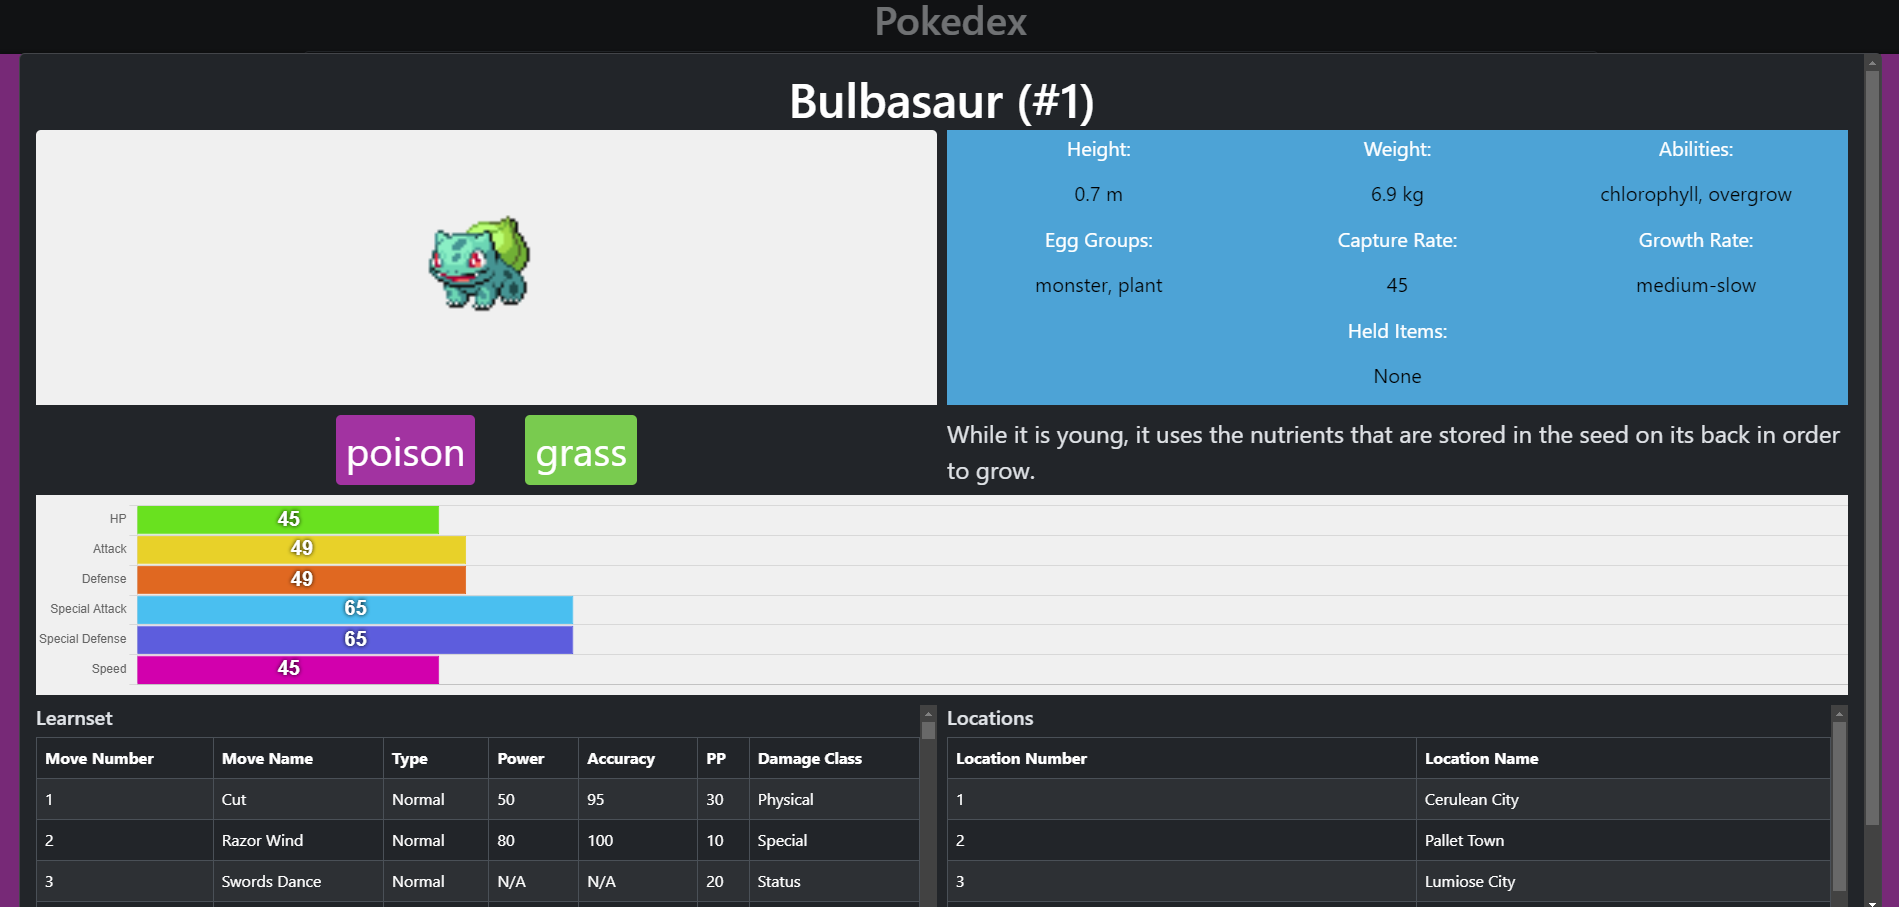 Pokedex
Bulbasaur (#1)
Height: Weight: Abilities:
0.7 m 6.9 kg chlorophyll, overgrow
Egg Groups: Capture Rate: Growth Rate:
monster, plant 45 medium-slow
Held Items:
None
poison grass
While it is young, it uses the nutrients that are stored in the seed on its back in order
to grow.
HP 45
Attack 49
Defense 49
Special Attack 65
Special Defense 65
Speed 45
Learnset
Move Number Move Name Type Power Accuracy PP Damage Class
1 Cut Normal 50 95 30 Physical
2 Razor Wind Normal 80 100 10 Special
3 Swords Dance Normal N/A N/A 20 Status
Locations
Location Number Location Name
1 Cerulean City
2 Pallet Town
3 Lumiose City